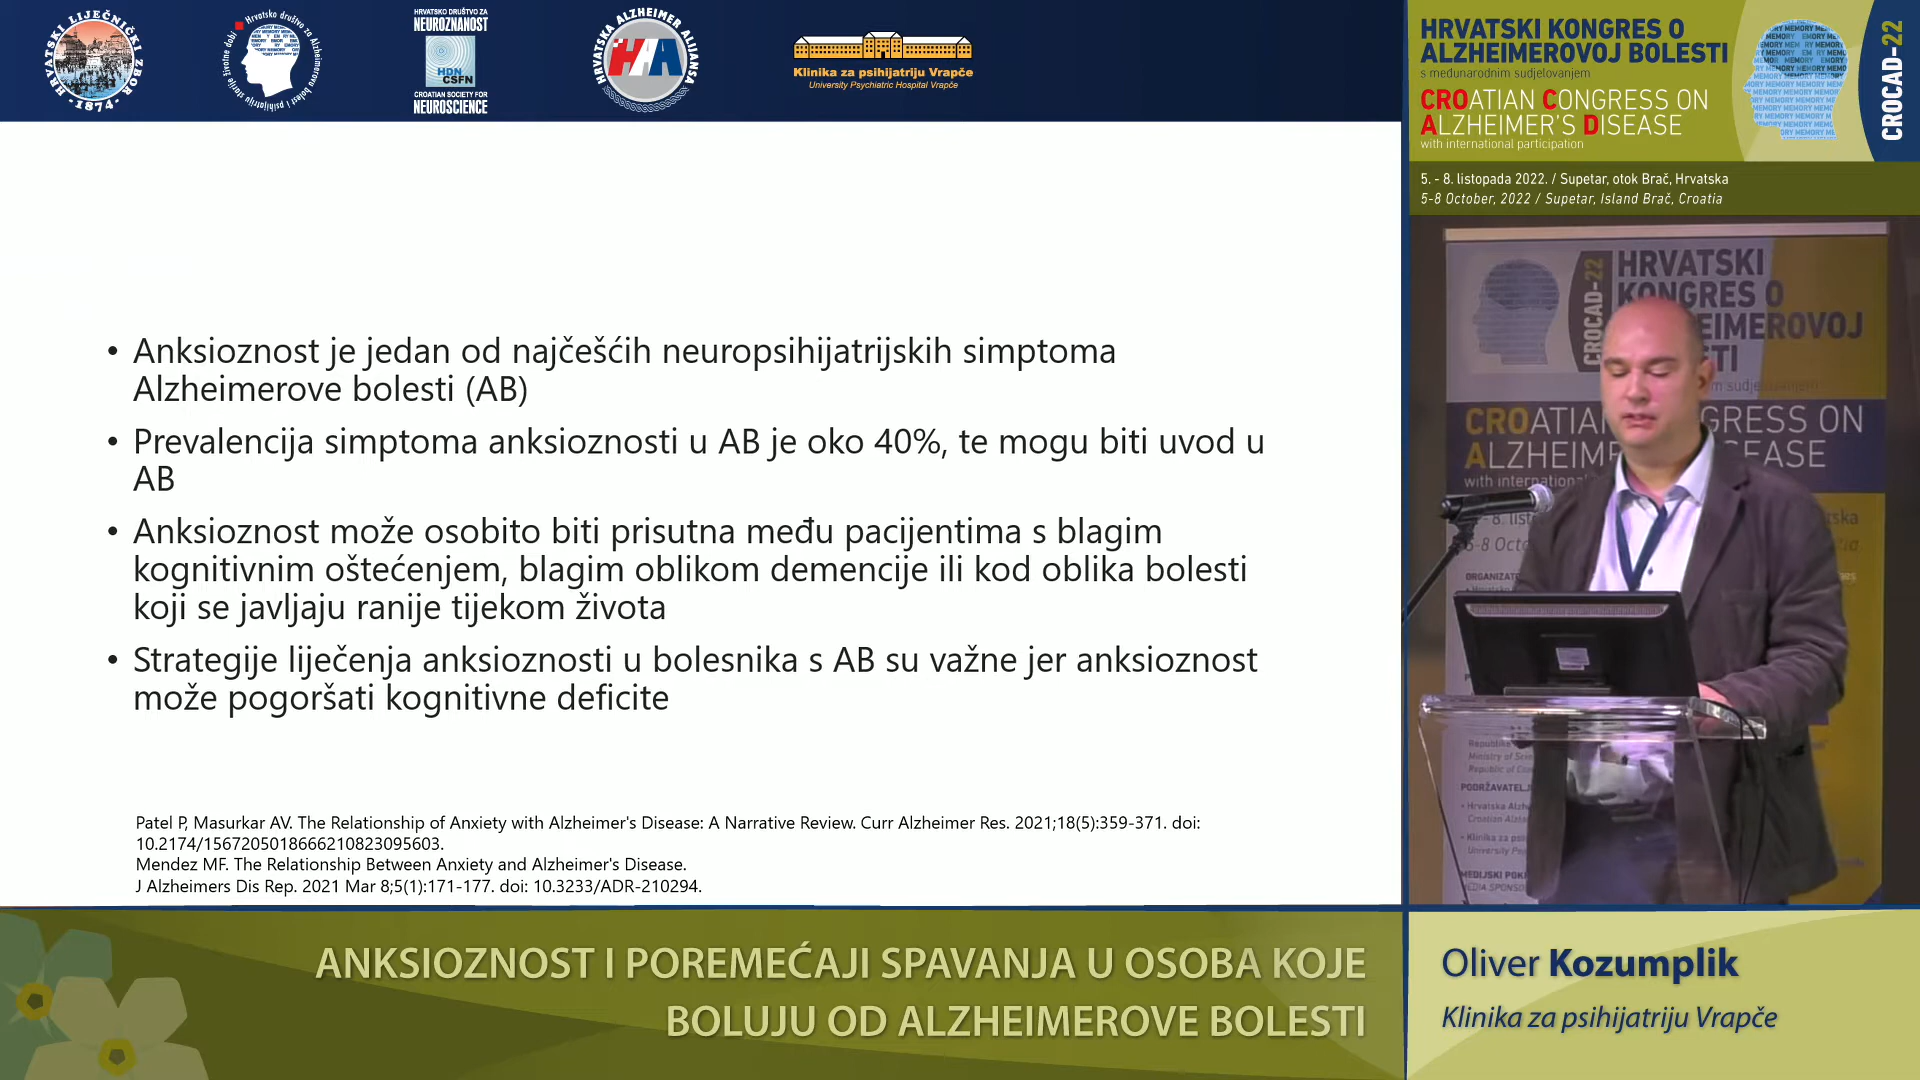 HRVATSKI LIJEČNIČKI ZBOR
-1874-
HRVATSKO DRUŠTVO ZA
NEUROZNANOST
HDN
CSFN
CROATIAN SOCIETY FOR
NEUROSCIENCE
HRVATSKA ALZHEIMER ALIJANSA
HAA
Klinika za psihijatriju Vrapče
University Psychiatric Hospital Vrapče
HRVATSKI KONGRES O
ALZHEIMEROVOJ BOLESTI
s međunarodnim sudjelovanjem
CROATIAN CONGRESS ON
ALZHEIMER'S DISEASE
with international participation
CROCAD-22
5. - 8. listopada 2022. / Supetar, otok Brač, Hrvatska
5-8 October, 2022 / Supetar, Island Brač, Croatia
• Anksioznost je jedan od najčešćih neuropsihijatrijskih simptoma
Alzheimerove bolesti (AB)
• Prevalencija simptoma anksioznosti u AB je oko 40%, te mogu biti uvod u
AB
• Anksioznost može osobito biti prisutna među pacijentima s blagim
kognitivnim oštećenjem, blagim oblikom demencije ili kod oblika bolesti
koji se javljaju ranije tijekom života
• Strategije liječenja anksioznosti u bolesnika s AB su važne jer anksioznost
može pogoršati kognitivne deficite
Patel P, Masurkar AV. The Relationship of Anxiety with Alzheimer's Disease: A Narrative Review. Curr Alzheimer Res. 2021;18(5):359-371. doi:
10.2174/1567205018666210823095603.
Mendez MF. The Relationship Between Anxiety and Alzheimer's Disease.
J Alzheimers Dis Rep. 2021 Mar 8;5(1):171-177. doi: 10.3233/ADR-210294.
CROCAD-22
HRVATSKI
KONGRES O
with international
MEDIJSKI
ANKSIOZNOST I POREMEĆAJI SPAVANJA U OSOBA KOJE
BOLUJU OD ALZHEIMEROVE BOLESTI
Oliver Kozumplik
Klinika za psihijatriju Vrapče